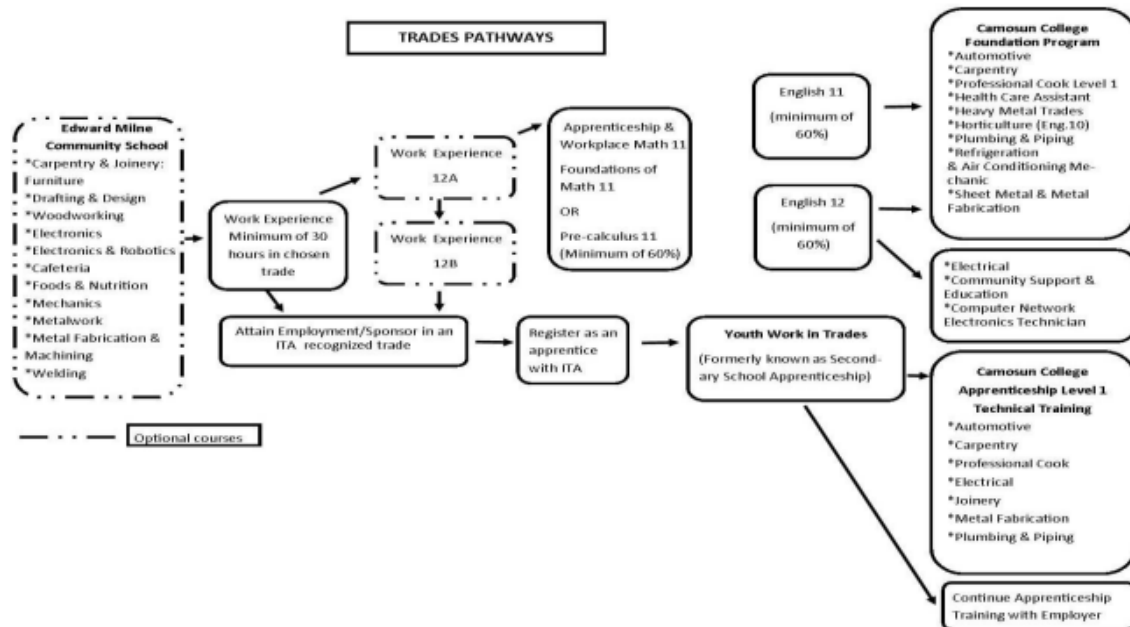 TRADES PATHWAYS
Edward Milne
Community School
*Carpentry & Joinery:
Furniture
*Drafting & Design
*Woodworking
*Electronics
*Electronics & Robotics
*Cafeteria
*Foods & Nutrition
*Mechanics
*Metalwork
*Metal Fabrication &
Machining
*Welding
Optional courses
Work Experience
Minimum of 30
hours in chosen
trade
Work Experience
12A
Work Experience
12B
Attain Employment/Sponsor in an
ITA recognized trade
Apprenticeship &
Workplace Math 11
Foundations of
Math 11
OR
Pre-calculus 11
(Minimum of 60%)
Register as an
apprentice
with ITA
English 11
(minimum of
60%)
English 12
(minimum of
60%)
Youth Work in Trades
(Formerly known as Second-
ary School Apprenticeship)
Camosun College
Foundation Program
*Automotive
*Carpentry
*Professional Cook Level 1
*Health Care Assistant
*Heavy Metal Trades
*Horticulture (Eng.10)
*Plumbing & Piping
*Refrigeration
& Air Conditioning Me-
chanic
*Sheet Metal & Metal
Fabrication
*Electrical
*Community Support &
Education
*Computer Network
Electronics Technician
Camosun College
Apprenticeship Level 1
Technical Training
*Automotive
*Carpentry
*Professional Cook
*Electrical
*Joinery
*Metal Fabrication
*Plumbing & Piping
Continue Apprenticeship
Training with Employer